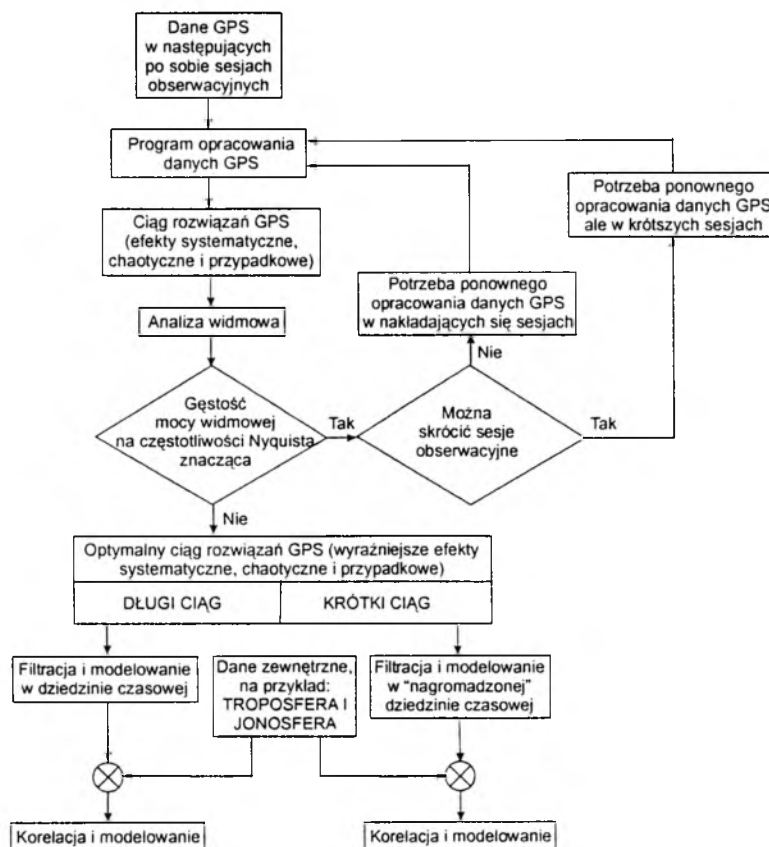 Dane GPS
w następujących
po sobie sesjach
obserwacyjnych
Program opracowania
danych GPS
Potrzeba ponownego
opracowania danych GPS
ale w krótszych sesjach
Ciąg rozwiązań GPS
(efekty systematyczne,
chaotyczne i przypadkowe)
Potrzeba ponownego
opracowania danych GPS
w nakładających się sesjach
Analiza widmowa
Nie
Gęstość
mocy widmowej
na częstotliwości Nyquista
znacząca
Tak
Można
skrócić sesje
obserwacyjne
Tak
Nie
Optymalny ciąg rozwiązań GPS (wyraźniejsze efekty
systematyczne, chaotyczne i przypadkowe)
DŁUGI CIĄG
KRÓTKI CIĄG
Filtracja i modelowanie
w dziedzinie czasowej
Dane zewnętrzne,
na przykład:
TROPOSFERA I
JONOSFERA
Filtracja i modelowanie
w "nagromadzonej"
dziedzinie czasowej
Korelacja i modelowanie
Korelacja i modelowanie